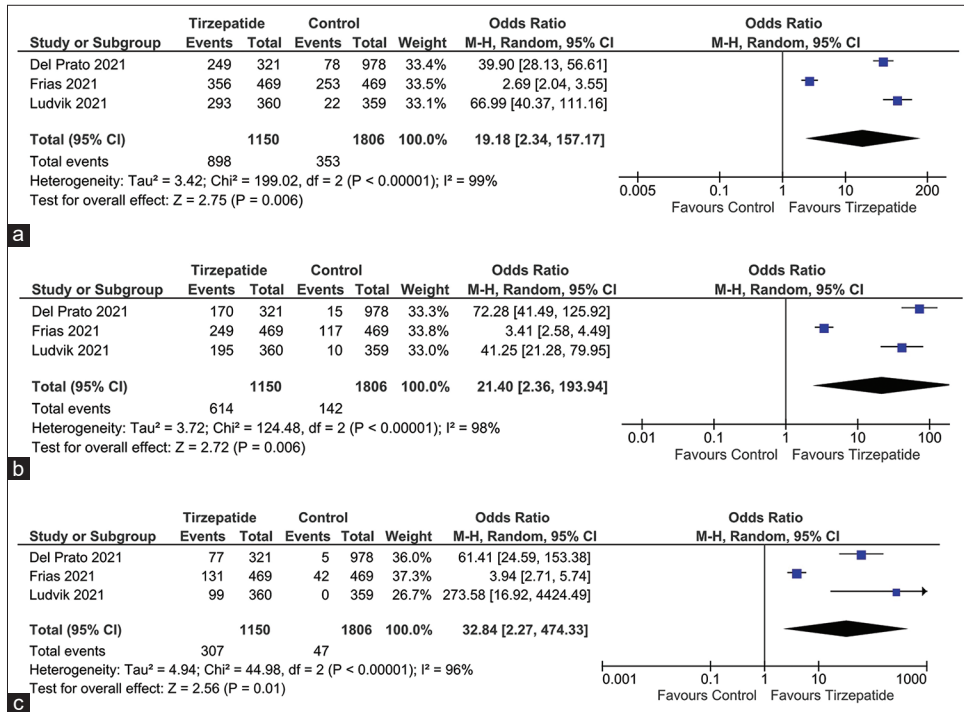 Tirzepatide Control Odds Ratio Odds Ratio
Study or Subgroup Events Total Events Total Weight M-H, Random, 95% CI M-H, Random, 95% CI
Del Prato 2021 249 321 78 978 33.4% 39.90 [28.13, 56.61]
Frias 2021 356 469 253 469 33.5% 2.69 [2.04, 3.55]
Ludvik 2021 293 360 22 359 33.1% 66.99 [40.37, 111.16]
Total (95% CI) 1150 1806 100.0% 19.18 [2.34, 157.17]
Total events 898 353
Heterogeneity: Tau² = 3.42; Chi² = 199.02, df = 2 (P < 0.00001); I² = 99%
Test for overall effect: Z = 2.75 (P = 0.006)
0.005 0.1 1 10 200
Favours Control Favours Tirzepatide
a
Tirzepatide Control Odds Ratio Odds Ratio
Study or Subgroup Events Total Events Total Weight M-H, Random, 95% CI M-H, Random, 95% CI
Del Prato 2021 170 321 15 978 33.3% 72.28 [41.49, 125.92]
Frias 2021 249 469 117 469 33.8% 3.41 [2.58, 4.49]
Ludvik 2021 195 360 10 359 33.0% 41.25 [21.28, 79.95]
Total (95% CI) 1150 1806 100.0% 21.40 [2.36, 193.94]
Total events 614 142
Heterogeneity: Tau² = 3.72; Chi² = 124.48, df = 2 (P < 0.00001); I² = 98%
Test for overall effect: Z = 2.72 (P = 0.006)
0.01 0.1 1 10 100
Favours Control Favours Tirzepatide
b
Tirzepatide Control Odds Ratio Odds Ratio
Study or Subgroup Events Total Events Total Weight M-H, Random, 95% CI M-H, Random, 95% CI
Del Prato 2021 77 321 5 978 36.0% 61.41 [24.59, 153.38]
Frias 2021 131 469 42 469 37.3% 3.94 [2.71, 5.74]
Ludvik 2021 99 360 0 359 26.7% 273.58 [16.92, 4424.49]
Total (95% CI) 1150 1806 100.0% 32.84 [2.27, 474.33]
Total events 307 47
Heterogeneity: Tau² = 4.94; Chi² = 44.98, df = 2 (P < 0.00001); I² = 96%
Test for overall effect: Z = 2.56 (P = 0.01)
0.001 0.1 1 10 1000
Favours Control Favours Tirzepatide
c